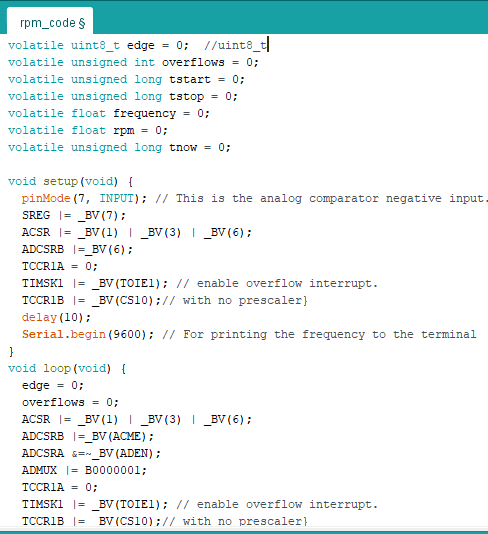 rpm_code §
volatile uint8_t edge = 0;  //uint8_t
volatile unsigned int overflows = 0;
volatile unsigned long tstart = 0;
volatile unsigned long tstop = 0;
volatile float frequency = 0;
volatile float rpm = 0;
volatile unsigned long tnow = 0;
void setup(void) {
pinMode(7, INPUT); // This is the analog comparator negative input.
SREG |= _BV(7);
ACSR |= _BV(1) | _BV(3) | _BV(6);
ADCSRB |=_BV(6);
TCCR1A = 0;
TIMSK1 |= _BV(TOIE1); // enable overflow interrupt.
TCCR1B |= _BV(CS10);// with no prescaler}
delay(10);
Serial.begin(9600); // For printing the frequency to the terminal
}
void loop(void) {
edge = 0;
overflows = 0;
ACSR |= _BV(1) | _BV(3) | _BV(6);
ADCSRB |=_BV(ACME);
ADCSRA &=~_BV(ADEN);
ADMUX |= B0000001;
TCCR1A = 0;
TIMSK1 |= _BV(TOIE1); // enable overflow interrupt.
TCCR1B |= _BV(CS10);// with no prescaler}